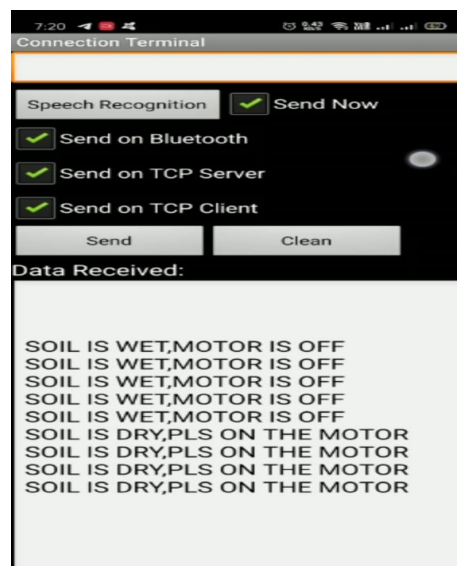 7:20
Connection Terminal
Speech Recognition Send Now
Send on Bluetooth
Send on TCP Server
Send on TCP Client
Send Clean
Data Received:
SOIL IS WET,MOTOR IS OFF
SOIL IS WET,MOTOR IS OFF
SOIL IS WET,MOTOR IS OFF
SOIL IS WET,MOTOR IS OFF
SOIL IS WET,MOTOR IS OFF
SOIL IS DRY,PLS ON THE MOTOR
SOIL IS DRY,PLS ON THE MOTOR
SOIL IS DRY,PLS ON THE MOTOR
SOIL IS DRY,PLS ON THE MOTOR